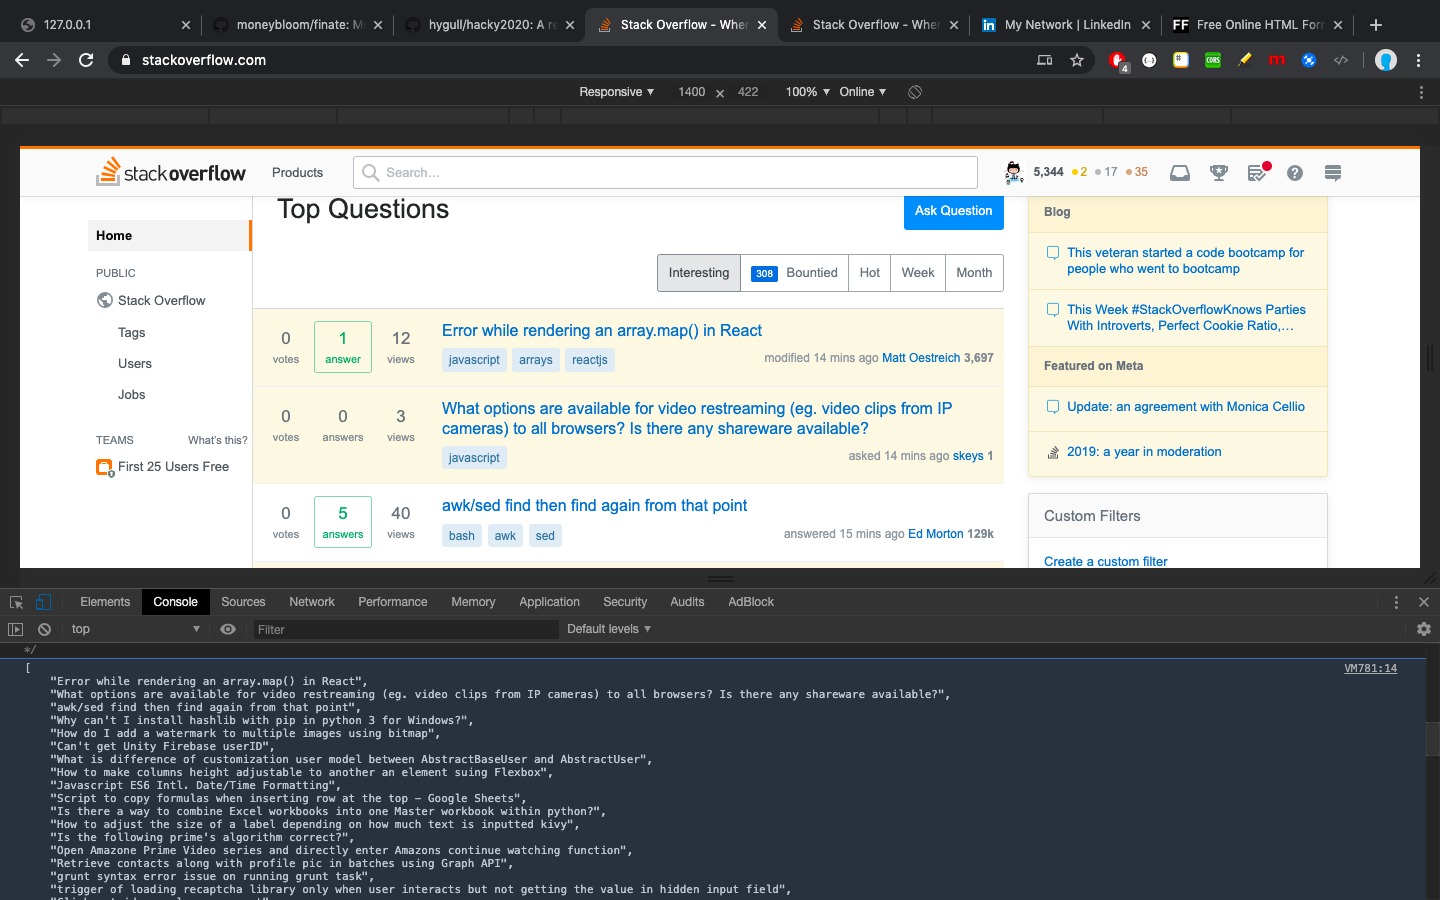 127.0.0.1
moneybloom/finate: M
hygull/hacky2020: A re
Stack Overflow - Wher
Stack Overflow - Wher
My Network | LinkedIn
Free Online HTML For
stackoverflow.com
4
Responsive ▼ 1400 × 422 100% ▼ Online ▼
stackoverflow
Products
Search...
5,344 2 17 35
Home
PUBLIC
Stack Overflow
Tags
Users
Jobs
TEAMS What's this?
First 25 Users Free
Top Questions
Ask Question
Interesting
308 Bountied
Hot
Week
Month
0 votes
1 answer
12 views
Error while rendering an array.map() in React
javascript arrays reactjs
modified 14 mins ago Matt Oestreich 3,697
0 votes
0 answers
3 views
What options are available for video restreaming (eg. video clips from IP
cameras) to all browsers? Is there any shareware available?
javascript
asked 14 mins ago skeys 1
0 votes
5 answers
40 views
awk/sed find then find again from that point
bash awk sed
answered 15 mins ago Ed Morton 129k
Blog
This veteran started a code bootcamp for
people who went to bootcamp
This Week #StackOverflowKnows Parties
With Introverts, Perfect Cookie Ratio,…
Featured on Meta
Update: an agreement with Monica Cellio
2019: a year in moderation
Custom Filters
Create a custom filter
Elements Console Sources Network Performance Memory Application Security Audits AdBlock
top ▼ Filter Default levels ▼
*/
[ VM781:14
"Error while rendering an array.map() in React",
"What options are available for video restreaming (eg. video clips from IP cameras) to all browsers? Is there any shareware available?",
"awk/sed find then find again from that point",
"Why can't I install hashlib with pip in python 3 for Windows?",
"How do I add a watermark to multiple images using bitmap",
"Can't get Unity Firebase userID",
"What is difference of customization user model between AbstractBaseUser and AbstractUser",
"How to make columns height adjustable to another an element suing Flexbox",
"Javascript ES6 Intl. Date/Time Formatting",
"Script to copy formulas when inserting row at the top - Google Sheets",
"Is there a way to combine Excel workbooks into one Master workbook within python?",
"How to adjust the size of a label depending on how much text is inputted kivy",
"Is the following prime's algorithm correct?",
"Open Amazone Prime Video series and directly enter Amazons continue watching function",
"Retrieve contacts along with profile pic in batches using Graph API",
"grunt syntax error issue on running grunt task",
"trigger of loading recaptcha library only when user interacts but not getting the value in hidden input field",